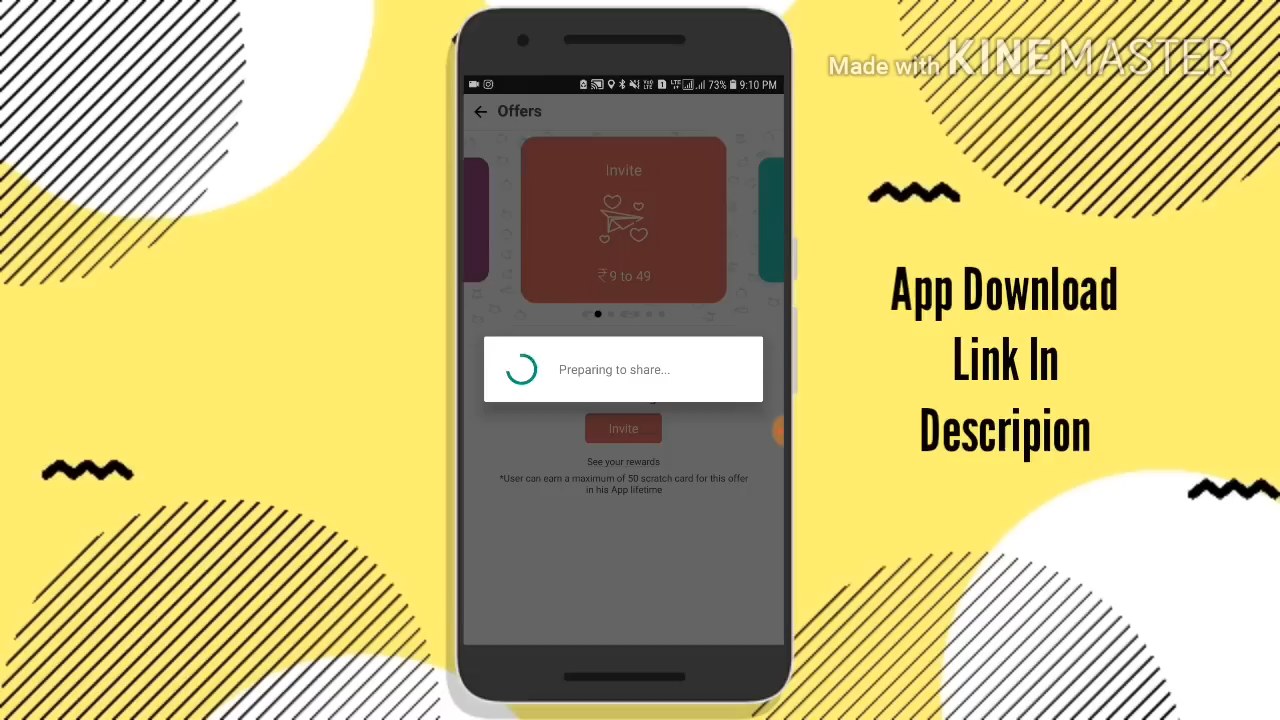 Made with KINEMASTER
73% 9:10 PM
Offers
Invite
₹9 to 49
Preparing to share...
Invite
See your rewards
*User can earn a maximum of 50 scratch card for this offer
in his App lifetime
App Download
Link In
Descripion